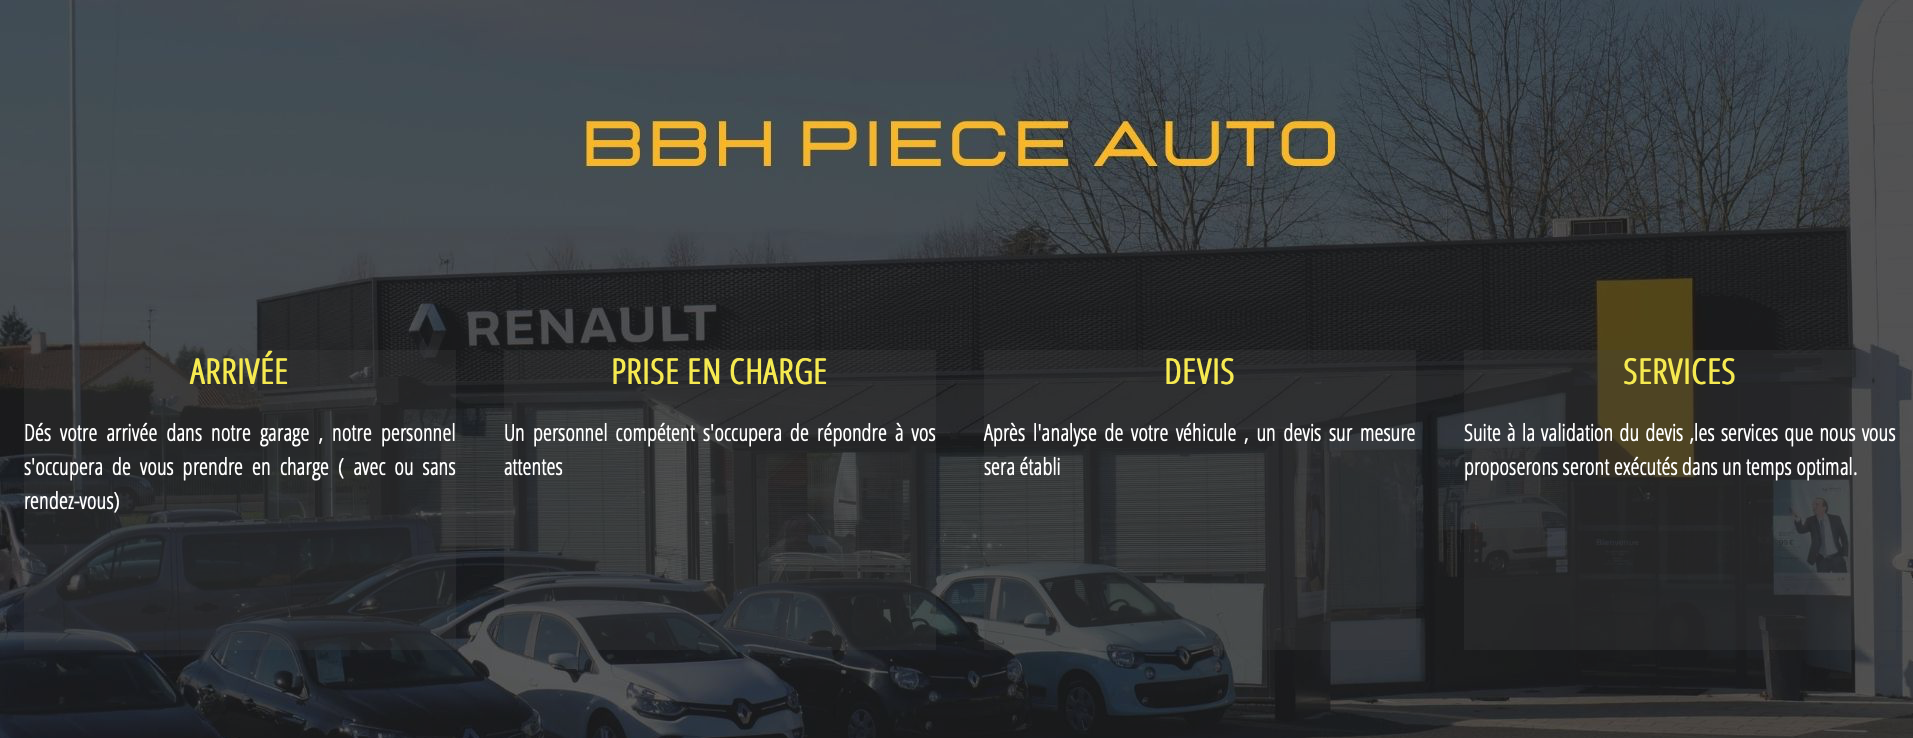 BBH PIECE AUTO
RENAULT
ARRIVÉE
Dés votre arrivée dans notre garage , notre personnel
s'occupera de vous prendre en charge ( avec ou sans
rendez-vous)
PRISE EN CHARGE
Un personnel compétent s'occupera de répondre à vos
attentes
DEVIS
Après l'analyse de votre véhicule , un devis sur mesure
sera établi
SERVICES
Suite à la validation du devis ,les services que nous vous
proposerons seront exécutés dans un temps optimal.
Bienvenue